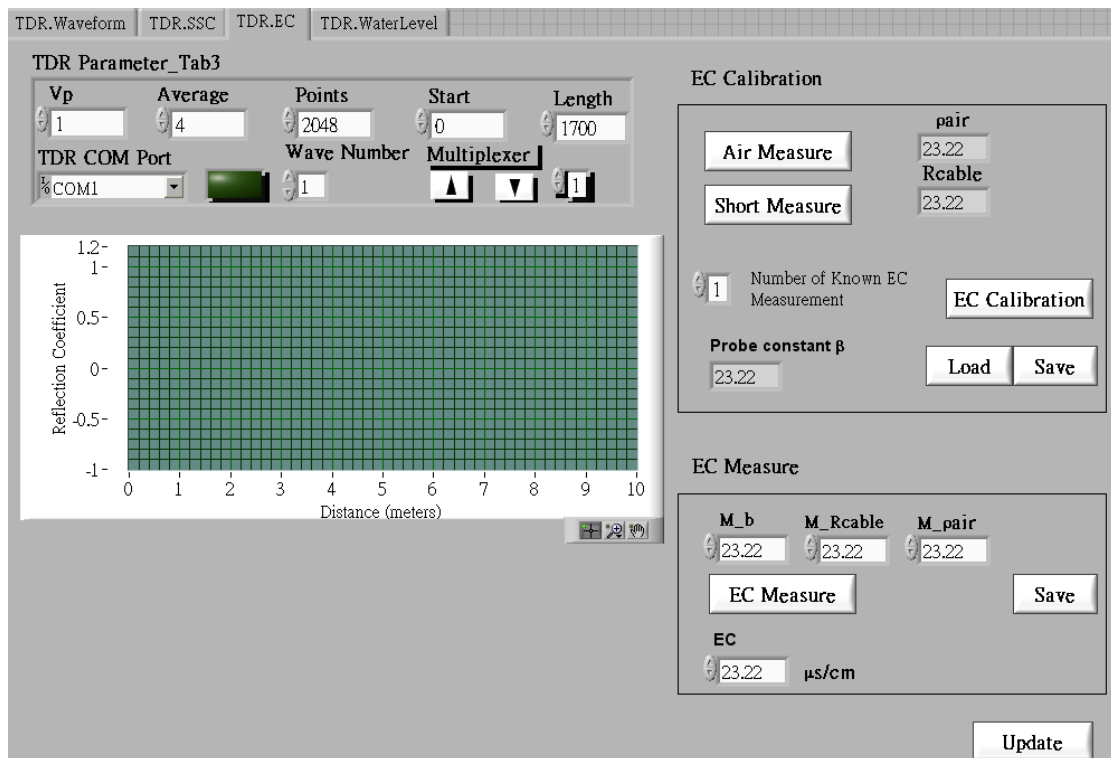 TDR.Waveform TDR.SSC TDR.EC TDR.WaterLevel
TDR Parameter_Tab3
Vp Average Points Start Length
1 4 2048 0 1700
TDR COM Port Wave Number Multiplexer
COM1 1 1
1.2
1
0.5
0
-0.5
-1
0 1 2 3 4 5 6 7 8 9 10
Reflection Coefficient
Distance (meters)
EC Calibration
Air Measure
ρair
23.22
Short Measure
Rcable
23.22
1 Number of Known EC
Measurement
EC Calibration
Probe constant β
23.22
Load Save
EC Measure
M_b M_Rcable M_ρair
23.22 23.22 23.22
EC Measure Save
EC
23.22 μs/cm
Update